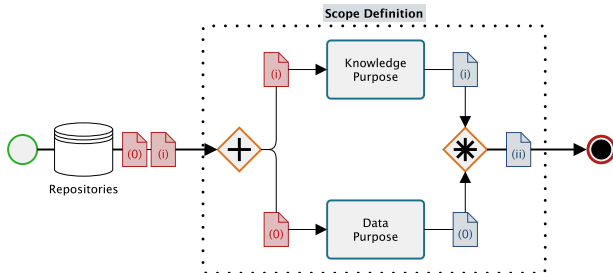 Scope Definition
(i)
Knowledge
Purpose
(i)
(0)
(i)
(ii)
Repositories
(0)
Data
Purpose
(0)